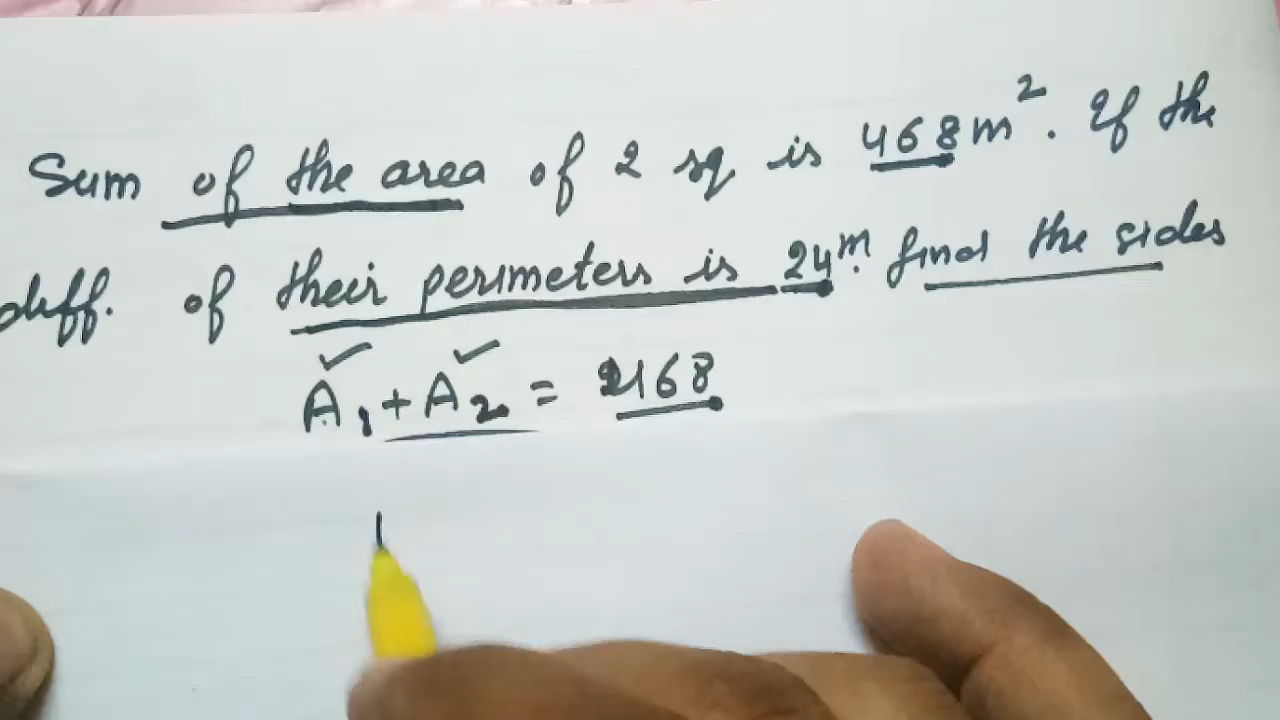 Sum of the area of 2 sq is 468m². If the
diff. of their perimeters is 24m. find the sides
A₁ + A₂ = 468